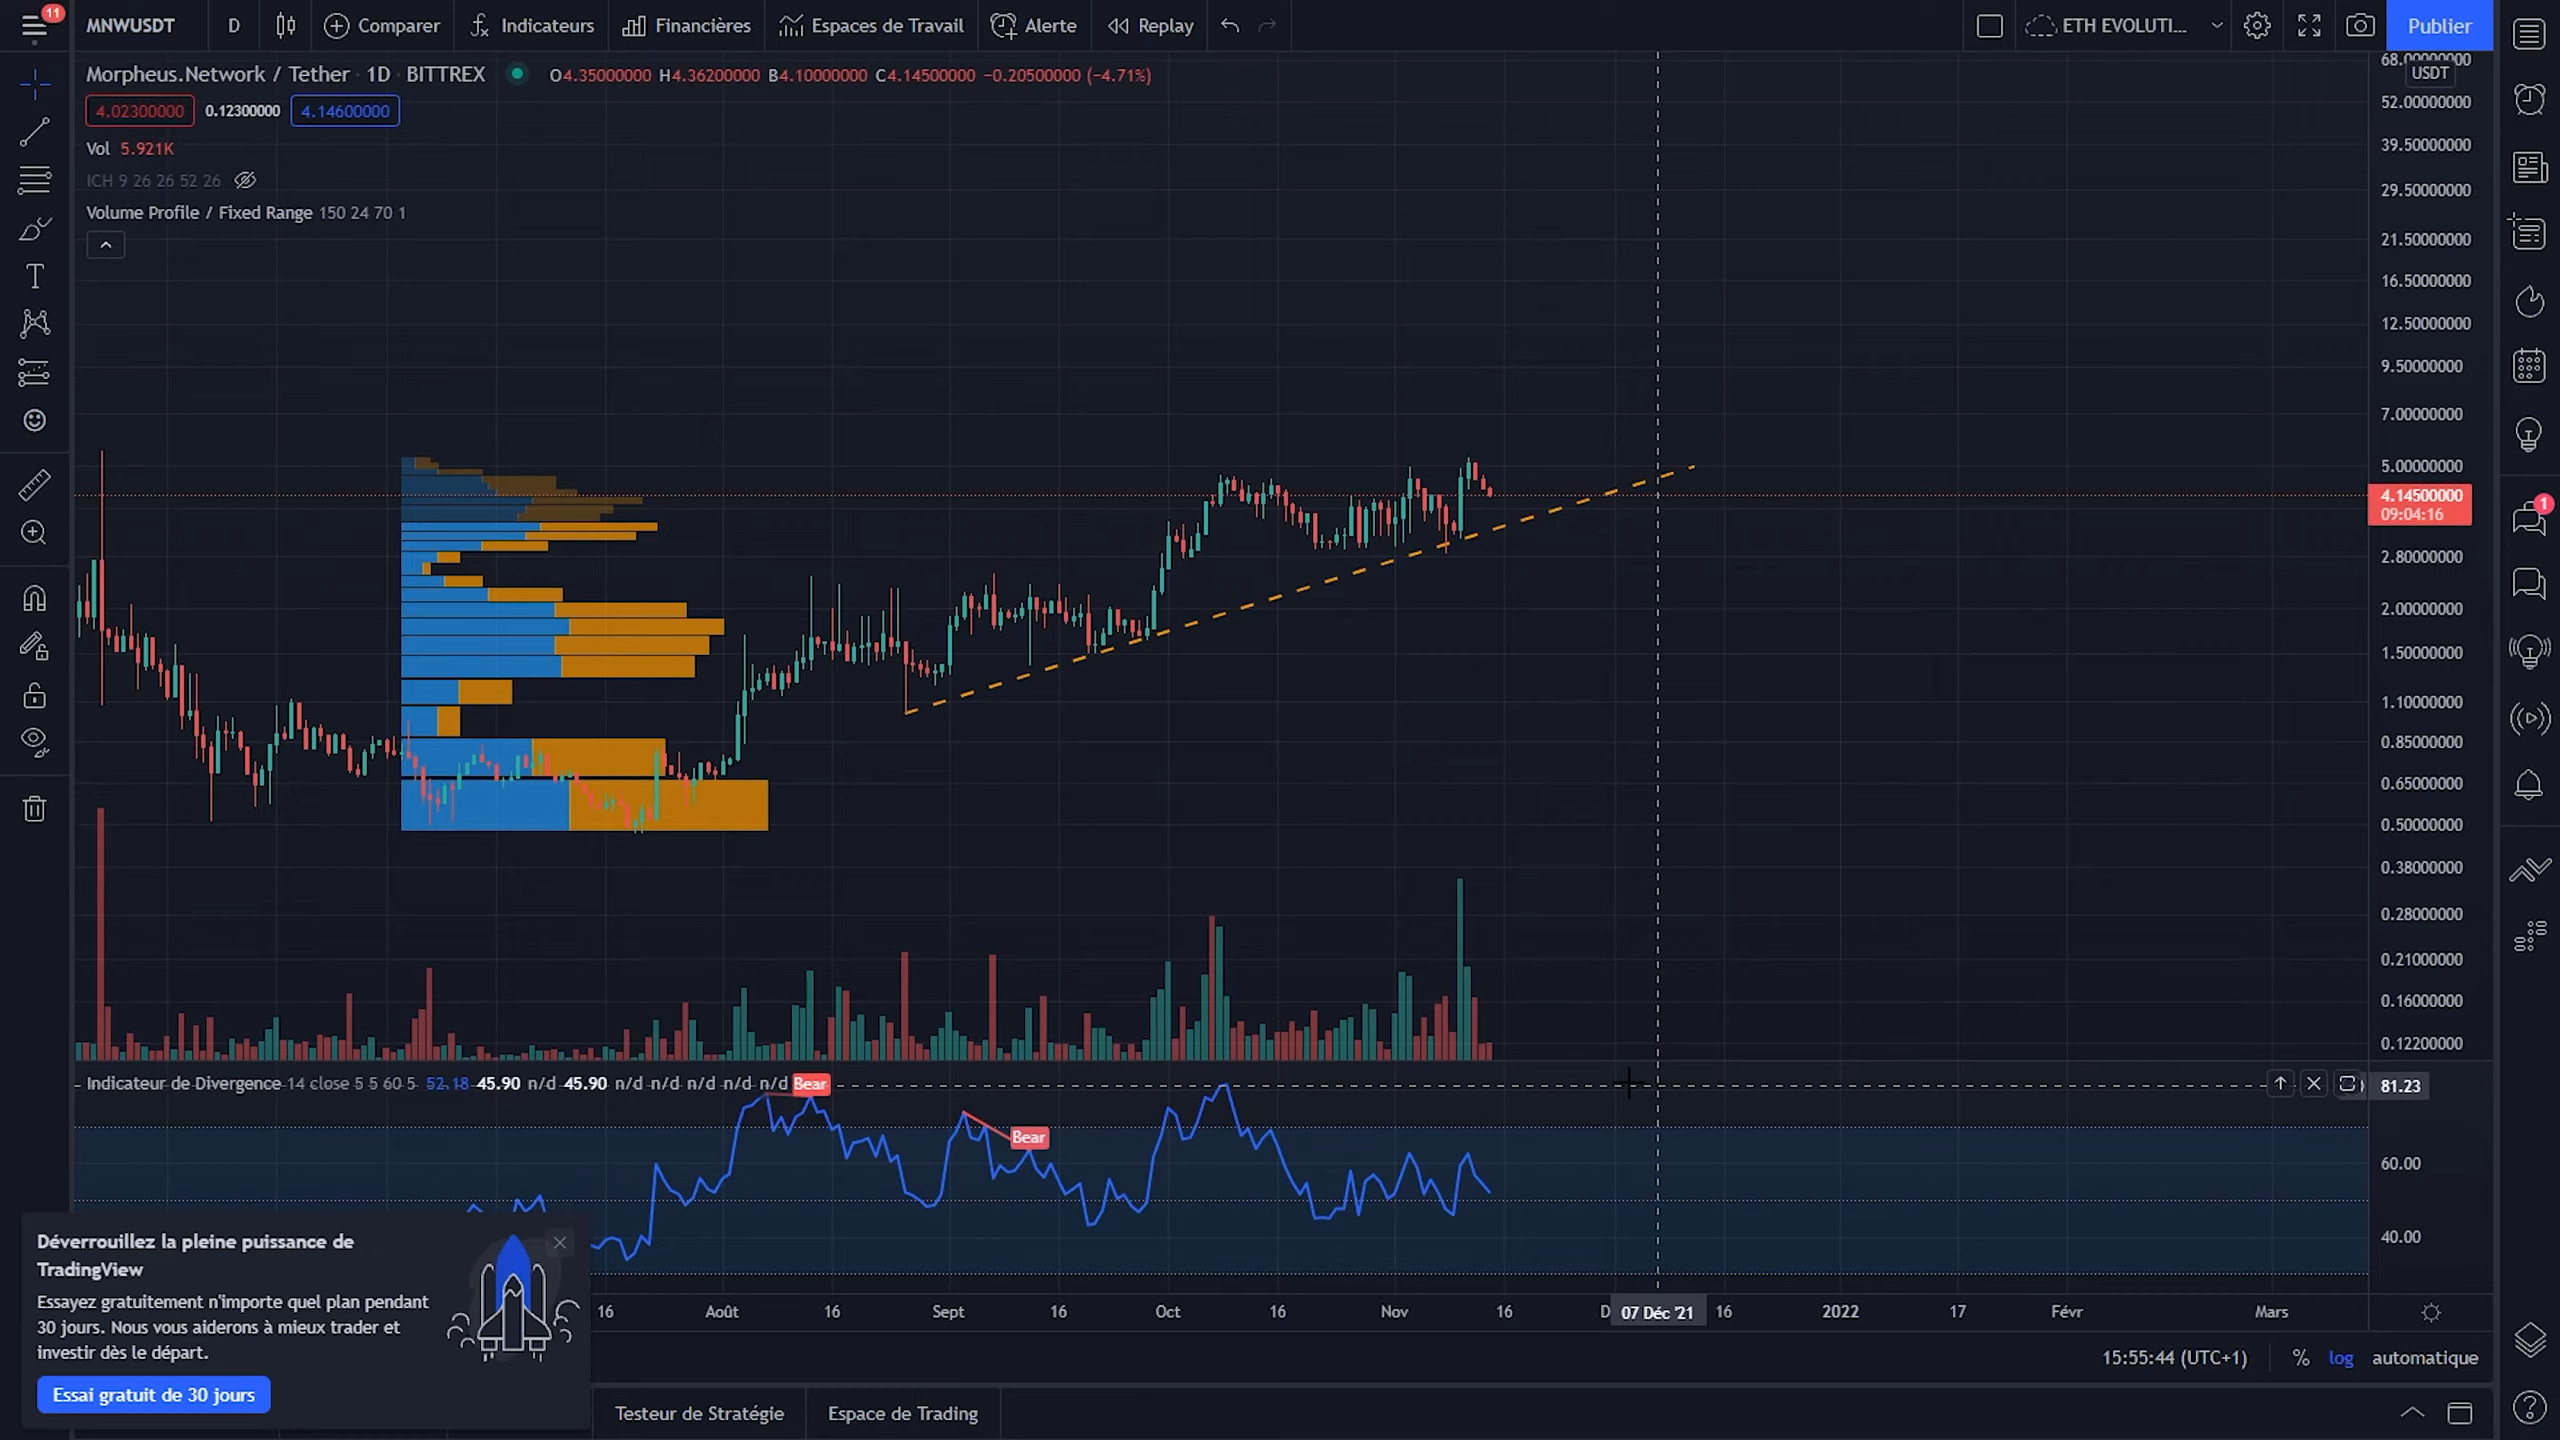 11
MNWUSDT D Comparer Indicateurs Financières Espaces de Travail Alerte Replay ETH EVOLUTI... Publier
Morpheus.Network / Tether · 1D · BITTREX O4.35000000 H4.36200000 B4.10000000 C4.14500000 −0.20500000 (−4.71%)
4.02300000 0.12300000 4.14600000
Vol 5.921K
ICH 9 26 26 52 26
Volume Profile / Fixed Range 150 24 70 1
USDT
52.00000000
39.50000000
29.50000000
21.50000000
16.50000000
12.50000000
9.50000000
7.00000000
5.00000000
4.14500000
09:04:16
1
2.80000000
2.00000000
1.50000000
1.10000000
0.85000000
0.65000000
0.50000000
0.38000000
0.28000000
0.21000000
0.16000000
0.12200000
Indicateur de Divergence 14 close 5 5 60 5 52.18 45.90 n/d 45.90 n/d n/d n/d n/d n/d Bear
81.23
Bear
60.00
40.00
16 Août 16 Sept 16 Oct 16 Nov 16 D 07 Déc '21 16 2022 17 Févr Mars
Déverrouillez la pleine puissance de
TradingView
Essayez gratuitement n'importe quel plan pendant
30 jours. Nous vous aiderons à mieux trader et
investir dès le départ.
Essai gratuit de 30 jours
15:55:44 (UTC+1) % log automatique
Testeur de Stratégie Espace de Trading